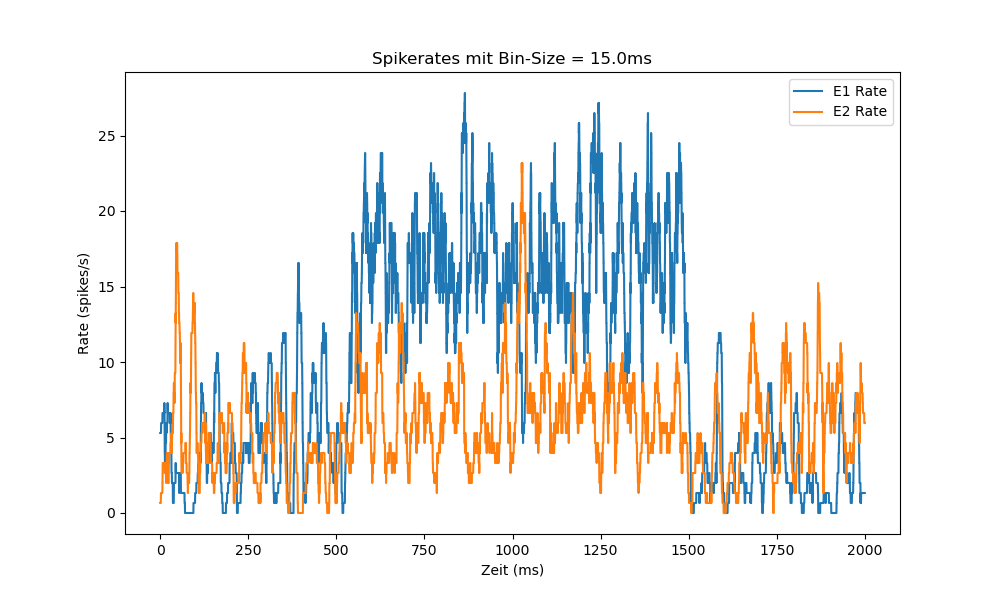 Spikerates mit Bin-Size = 15.0ms
E1 Rate
E2 Rate
25
20
15
10
5
0
Rate (spikes/s)
0 250 500 750 1000 1250 1500 1750 2000
Zeit (ms)